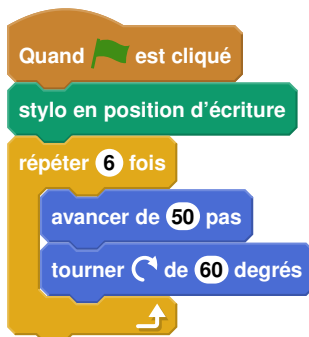 Quand est cliqué
stylo en position d'écriture
répéter 6 fois
avancer de 50 pas
tourner de 60 degrés